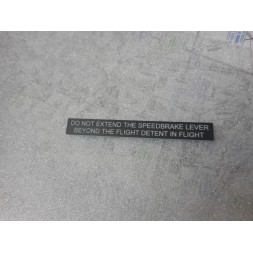 DO NOT EXTEND THE SPEEDBRAKE LEVER
BEYOND THE FLIGHT DETENT IN FLIGHT